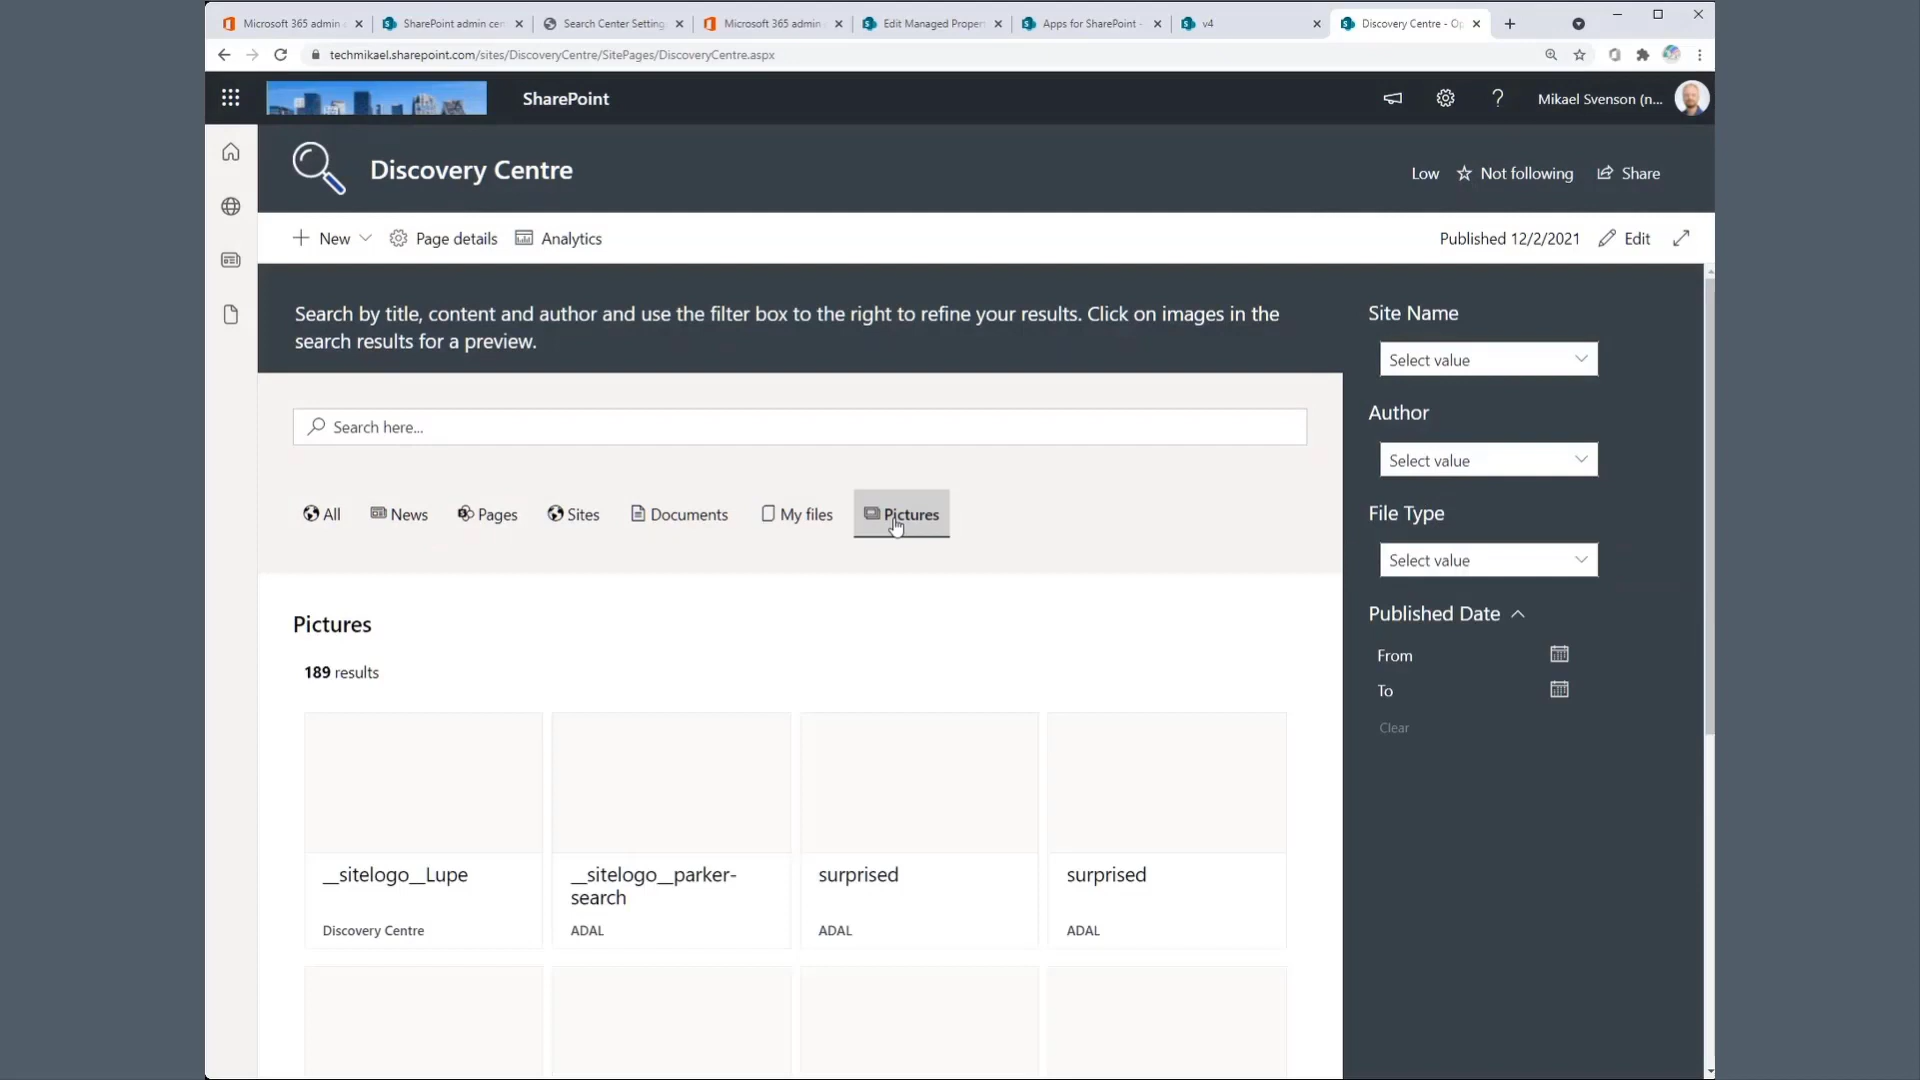 Microsoft 365 admin
SharePoint admin cen
Search Center Setting
Microsoft 365 admin
Edit Managed Proper
Apps for SharePoint -
v4
Discovery Centre - Op
techmikael.sharepoint.com/sites/DiscoveryCentre/SitePages/DiscoveryCentre.aspx
SharePoint
Mikael Svenson (n...
Discovery Centre
Low
Not following
Share
New
Page details
Analytics
Published 12/2/2021
Edit
Search by title, content and author and use the filter box to the right to refine your results. Click on images in the
search results for a preview.
Search here...
All
News
Pages
Sites
Documents
My files
Pictures
Pictures
189 results
__sitelogo__Lupe
Discovery Centre
__sitelogo__parker-
search
ADAL
surprised
ADAL
surprised
ADAL
Site Name
Select value
Author
Select value
File Type
Select value
Published Date
From
To
Clear